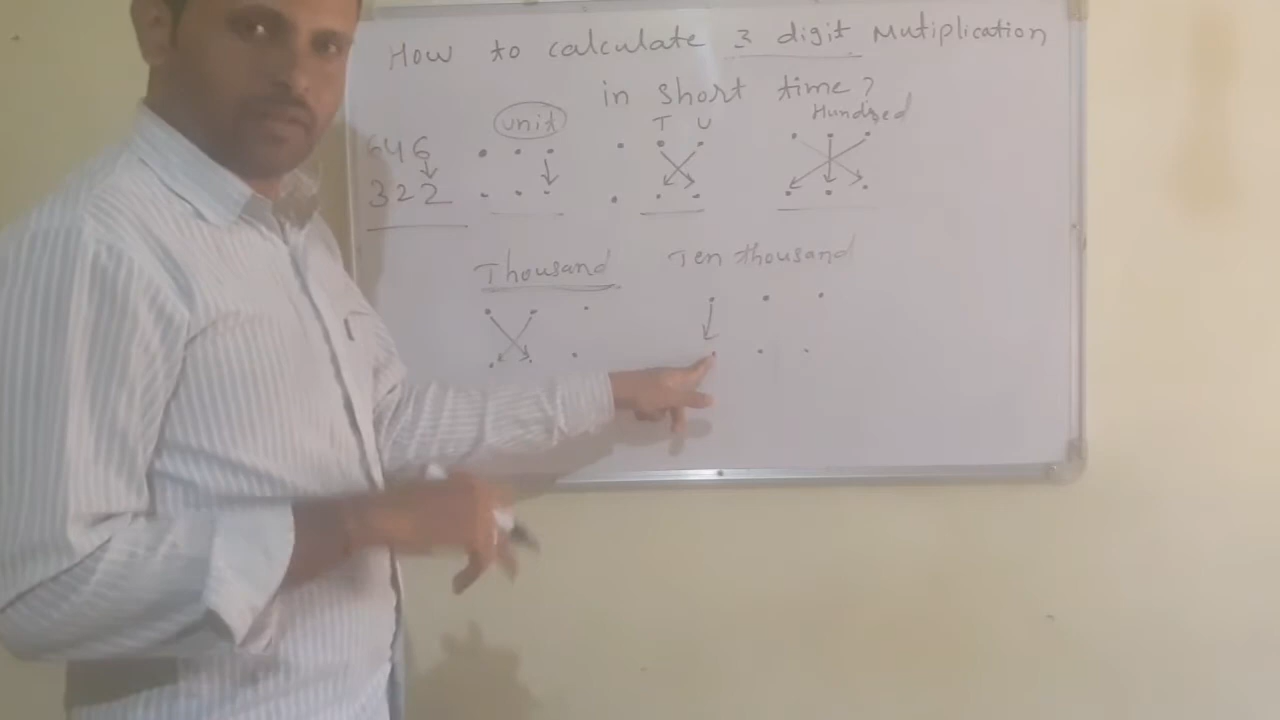 How to calculate 3 digit Mutiplication
in short time?
unit T U Hundred
646
322
Thousand Ten thousand